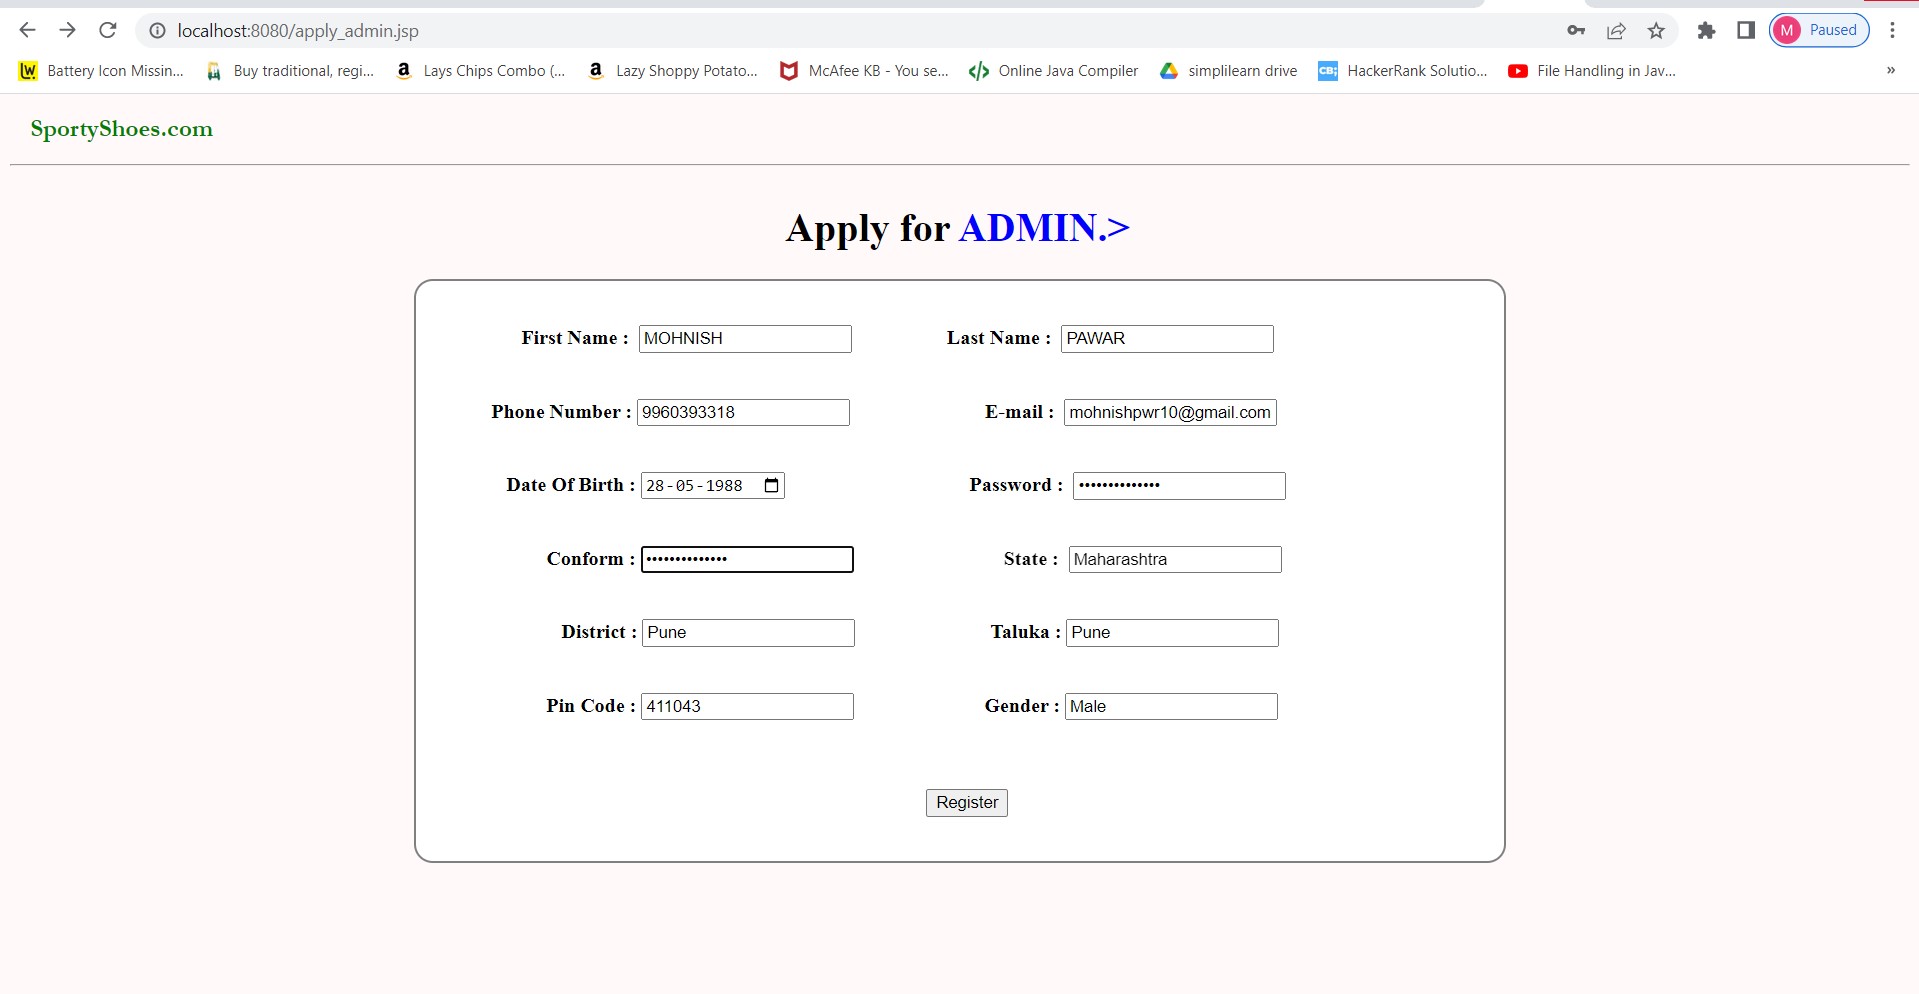 localhost:8080/apply_admin.jsp
M Paused
Battery Icon Missin... Buy traditional, regi... Lays Chips Combo (... Lazy Shoppy Potato... McAfee KB - You se... Online Java Compiler simplilearn drive HackerRank Solutio... File Handling in Jav... »
SportyShoes.com
Apply for ADMIN.>
First Name : MOHNISH Last Name : PAWAR
Phone Number : 9960393318 E-mail : mohnishpwr10@gmail.com
Date Of Birth : 28-05-1988 Password : ••••••••••••••
Conform : •••••••••••••• State : Maharashtra
District : Pune Taluka : Pune
Pin Code : 411043 Gender : Male
Register